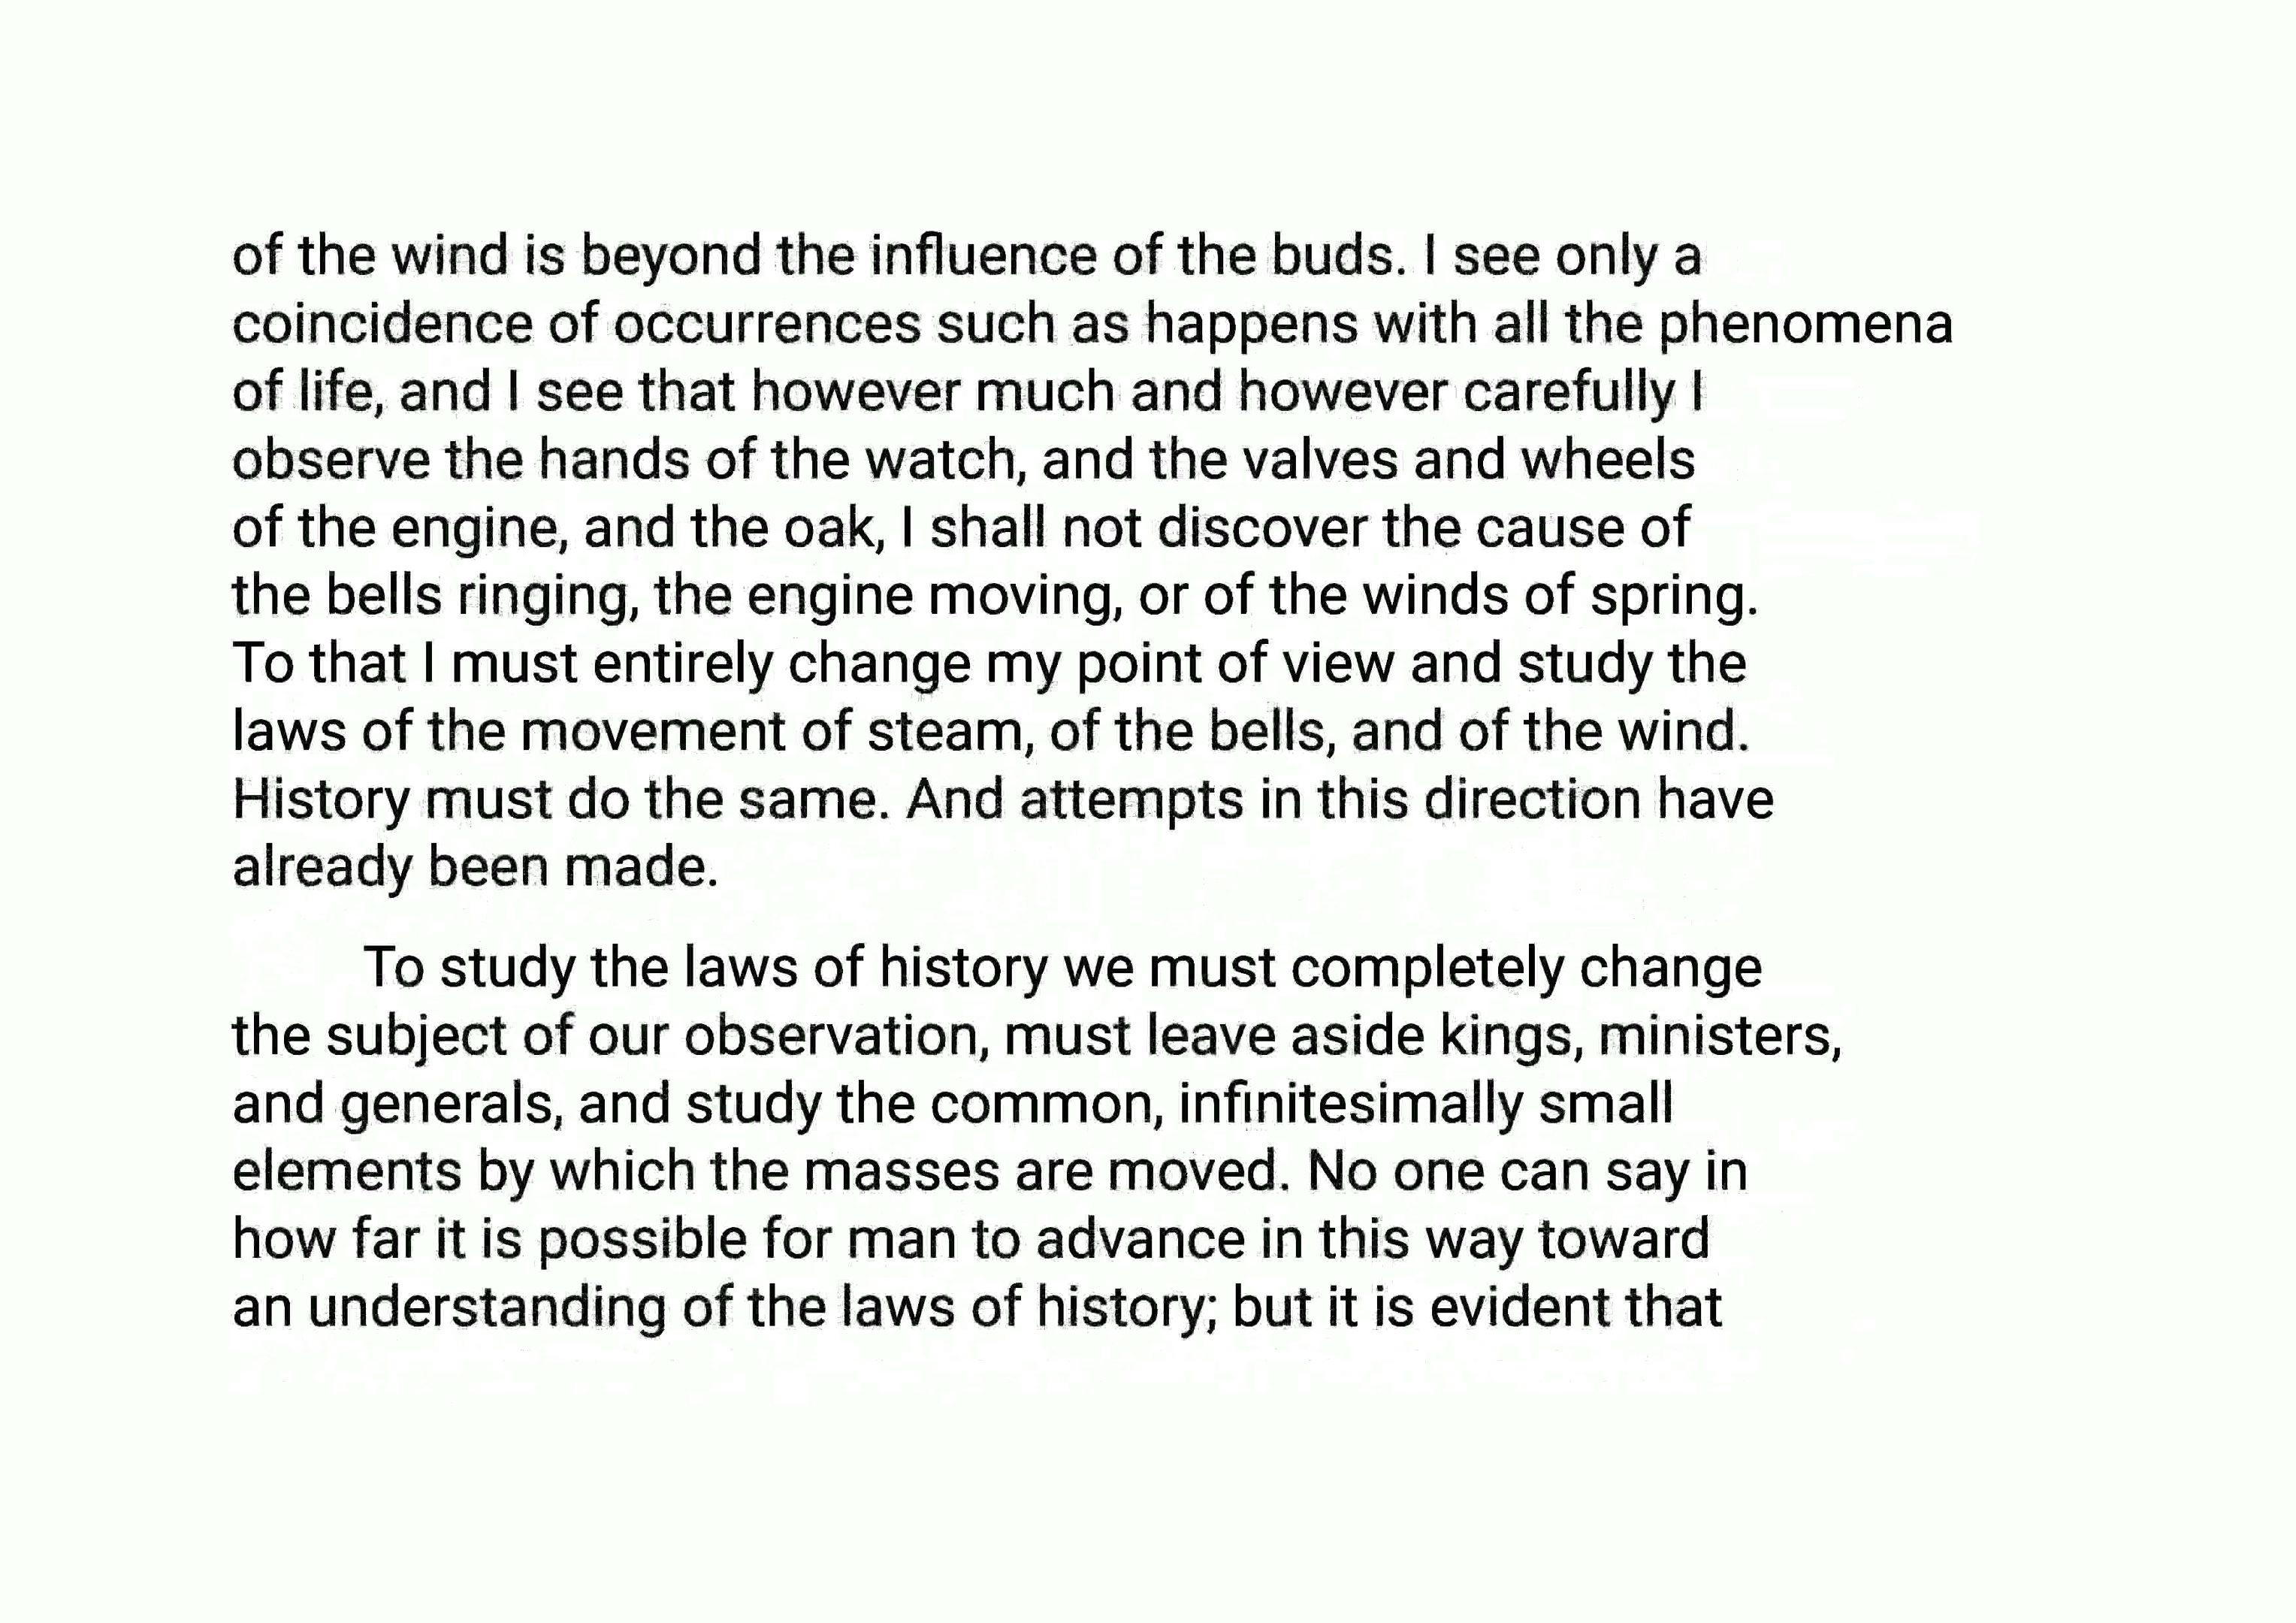 of the wind is beyond the influence of the buds. I see only a
coincidence of occurrences such as happens with all the phenomena
of life, and I see that however much and however carefully I
observe the hands of the watch, and the valves and wheels
of the engine, and the oak, I shall not discover the cause of
the bells ringing, the engine moving, or of the winds of spring.
To that I must entirely change my point of view and study the
laws of the movement of steam, of the bells, and of the wind.
History must do the same. And attempts in this direction have
already been made.
To study the laws of history we must completely change
the subject of our observation, must leave aside kings, ministers,
and generals, and study the common, infinitesimally small
elements by which the masses are moved. No one can say in
how far it is possible for man to advance in this way toward
an understanding of the laws of history; but it is evident that